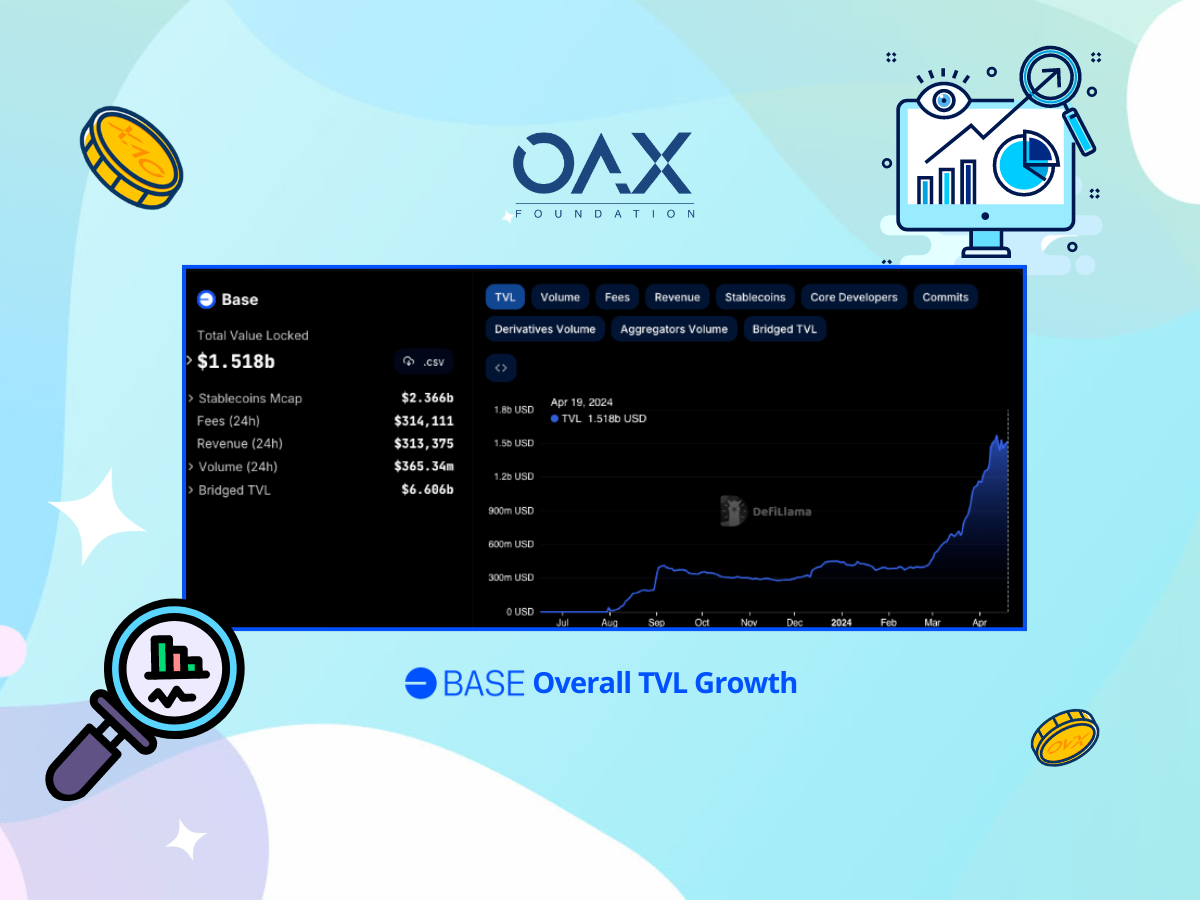 OAX
FOUNDATION
Base
Total Value Locked
$1.518b
.csv
Stablecoins Mcap $2.366b
Fees (24h) $314,111
Revenue (24h) $313,375
Volume (24h) $365.34m
Bridged TVL $6.606b
TVL Volume Fees Revenue Stablecoins Core Developers Commits
Derivatives Volume Aggregators Volume Bridged TVL
Apr 19, 2024
TVL 1.518b USD
1.8b USD
1.5b USD
1.2b USD
900m USD
600m USD
300m USD
0 USD
DefiLlama
Jul Aug Sep Oct Nov Dec 2024 Feb Mar Apr
BASE Overall TVL Growth
OAX
OAX